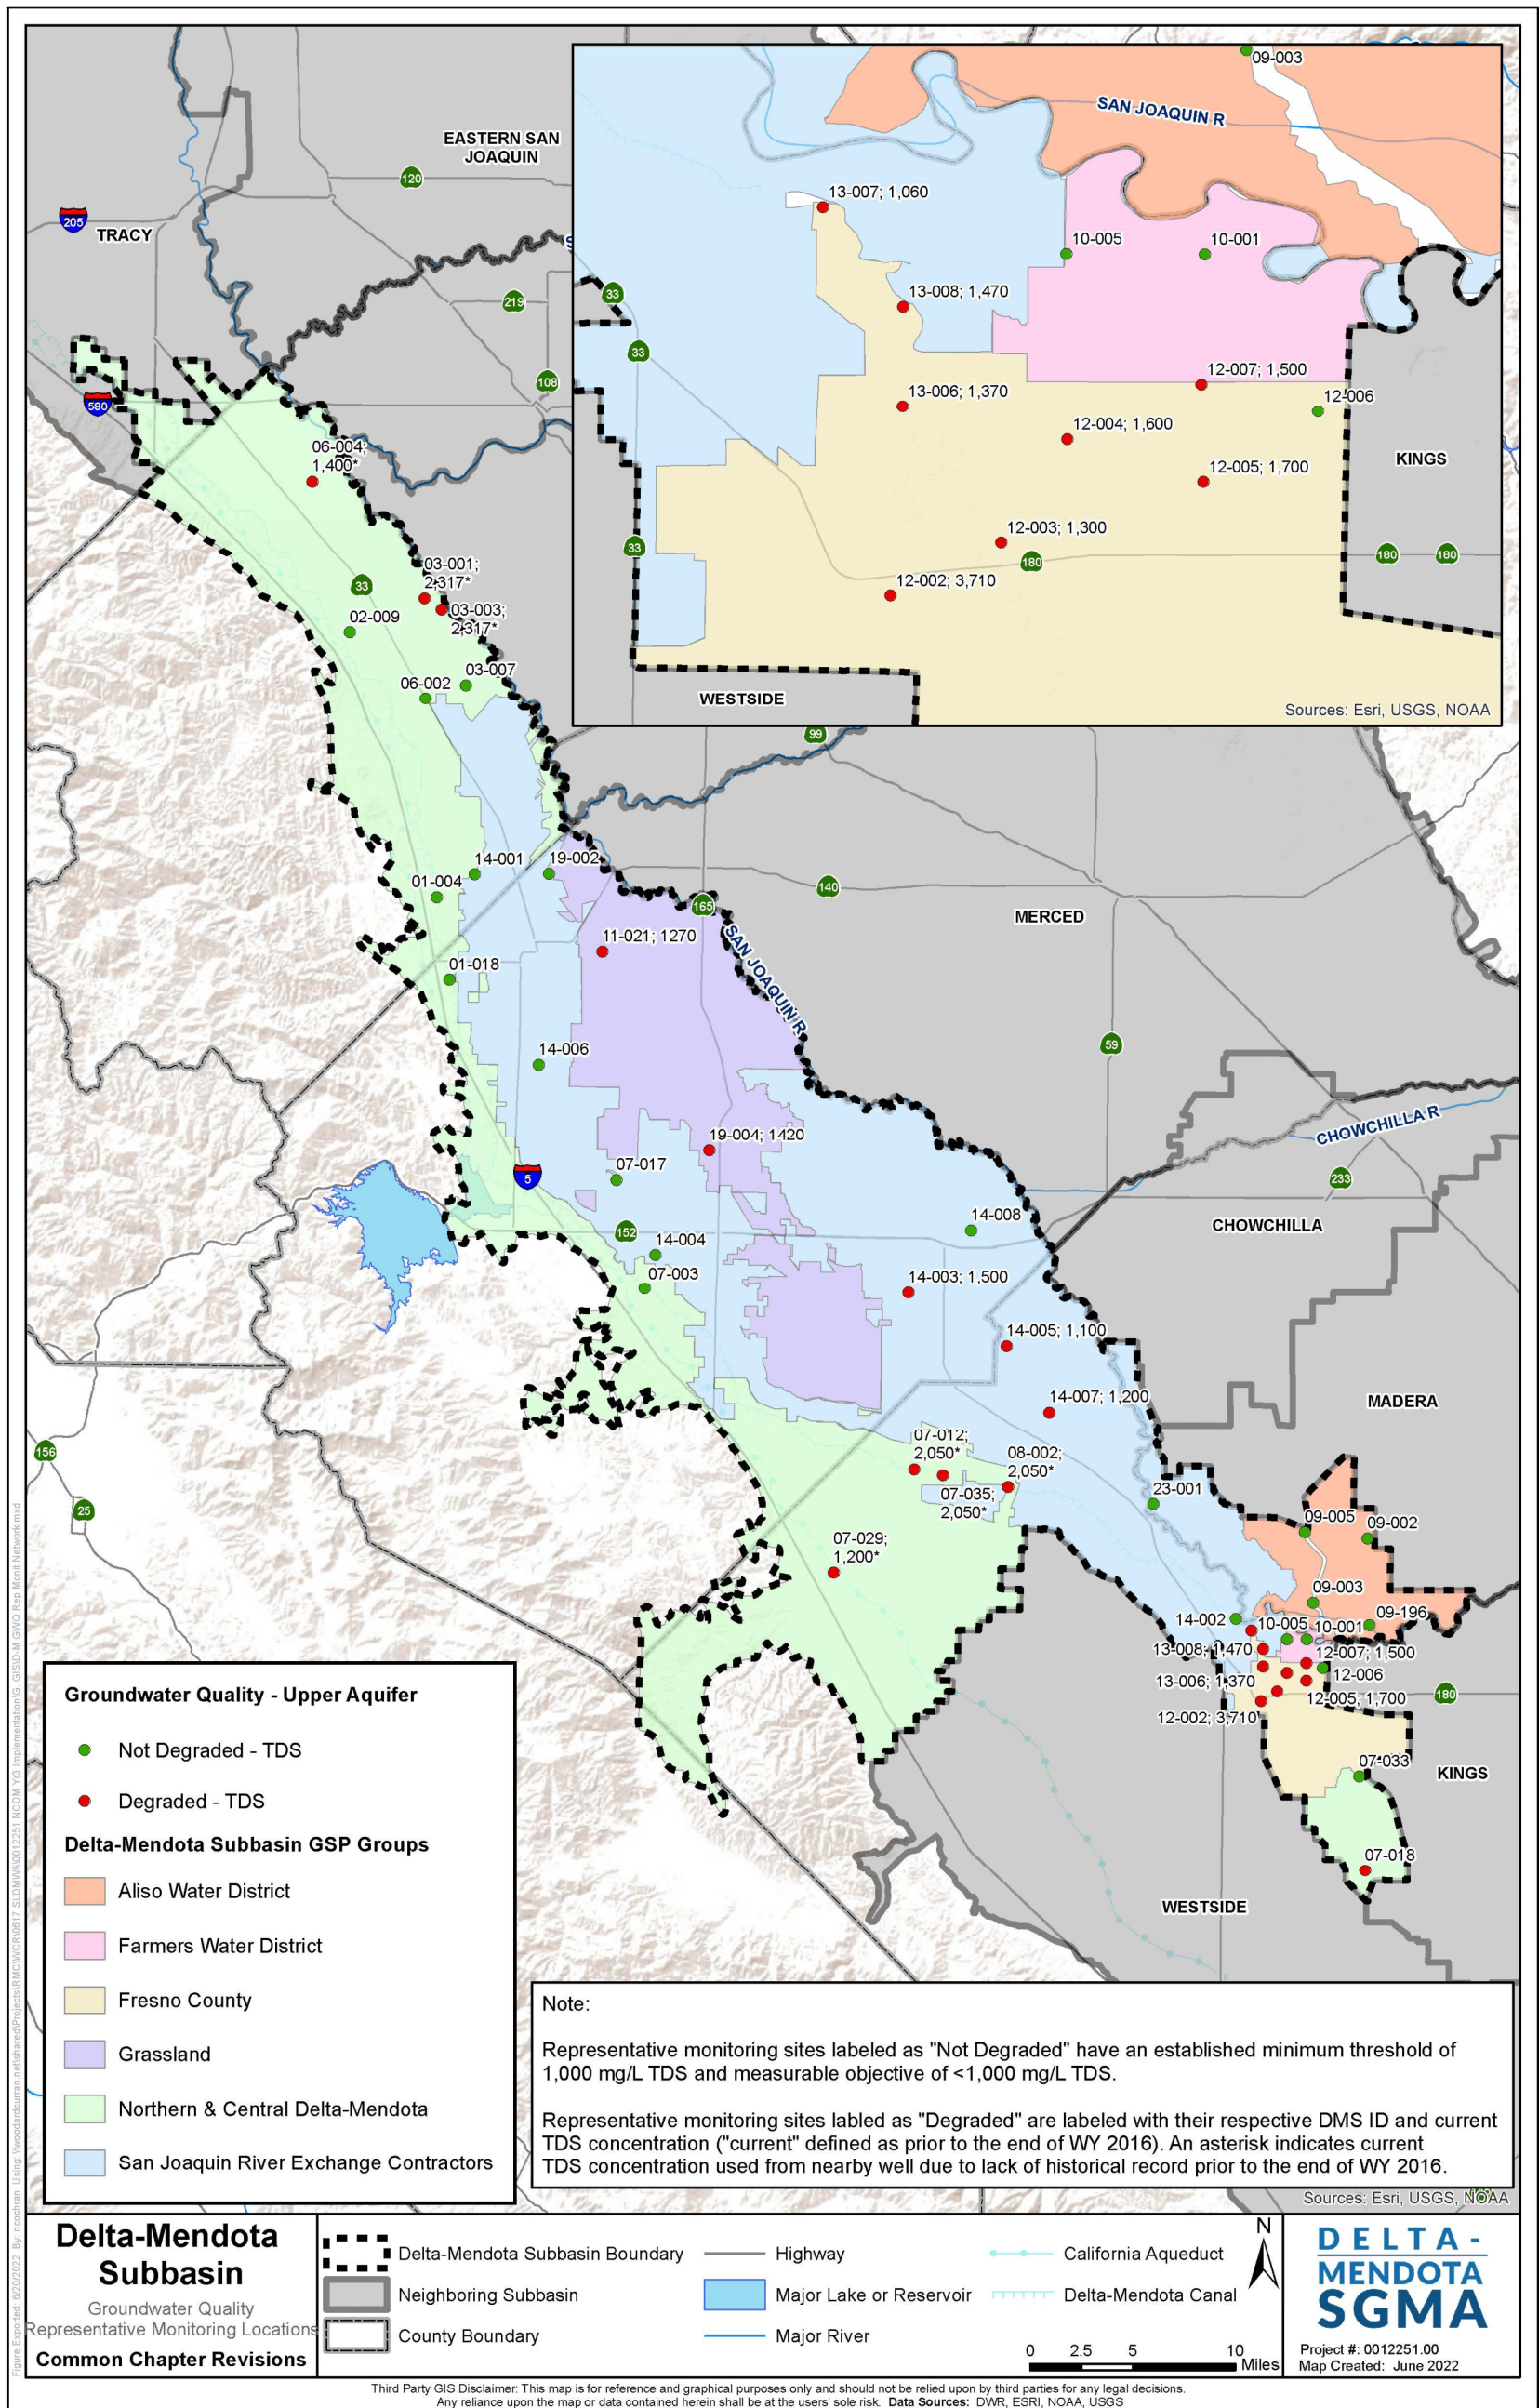 EASTERN SAN
JOAQUIN
120
205
TRACY
219
108
580
09-003
SAN JOAQUIN R
13-007; 1,060
10-005
10-001
33
13-008; 1,470
33
12-007; 1,500
12-006
13-006; 1,370
12-004; 1,600
KINGS
12-005; 1,700
12-003; 1,300
33
180
180
180
12-002; 3,710
WESTSIDE
Sources: Esri, USGS, NOAA
06-004;
1,400*
33
03-001;
2,317*
03-003;
2,317*
02-009
03-007
06-002
99
14-001
19-002
01-004
140
165
MERCED
11-021; 1270
SAN JOAQUIN R
01-018
59
14-006
CHOWCHILLA R
19-004; 1420
07-017
5
233
14-008
CHOWCHILLA
152
14-004
07-003
14-003; 1,500
14-005; 1,100
14-007; 1,200
MADERA
156
07-012;
2,050*
08-002;
2,050*
07-035;
2,050*
25
23-001
09-005
09-002
07-029;
1,200*
09-003
14-002
10-005
10-001
09-196
13-008; 1,470
12-007; 1,500
13-006; 1,370
12-006
12-005; 1,700
180
12-002; 3,710
07-033
KINGS
07-018
WESTSIDE
Groundwater Quality - Upper Aquifer
Not Degraded - TDS
Degraded - TDS
Delta-Mendota Subbasin GSP Groups
Aliso Water District
Farmers Water District
Fresno County
Grassland
Northern & Central Delta-Mendota
San Joaquin River Exchange Contractors
Note:
Representative monitoring sites labeled as "Not Degraded" have an established minimum threshold of
1,000 mg/L TDS and measurable objective of <1,000 mg/L TDS.
Representative monitoring sites labled as "Degraded" are labeled with their respective DMS ID and current
TDS concentration ("current" defined as prior to the end of WY 2016). An asterisk indicates current
TDS concentration used from nearby well due to lack of historical record prior to the end of WY 2016.
Sources: Esri, USGS, NOAA
Delta-Mendota
Subbasin
Groundwater Quality
Representative Monitoring Locations
Common Chapter Revisions
Delta-Mendota Subbasin Boundary
Neighboring Subbasin
County Boundary
Highway
Major Lake or Reservoir
Major River
California Aqueduct
Delta-Mendota Canal
N
0 2.5 5 10
Miles
DELTA-
MENDOTA
SGMA
Project #: 0012251.00
Map Created: June 2022
Third Party GIS Disclaimer: This map is for reference and graphical purposes only and should not be relied upon by third parties for any legal decisions.
Any reliance upon the map or data contained herein shall be at the users' sole risk. Data Sources: DWR, ESRI, NOAA, USGS